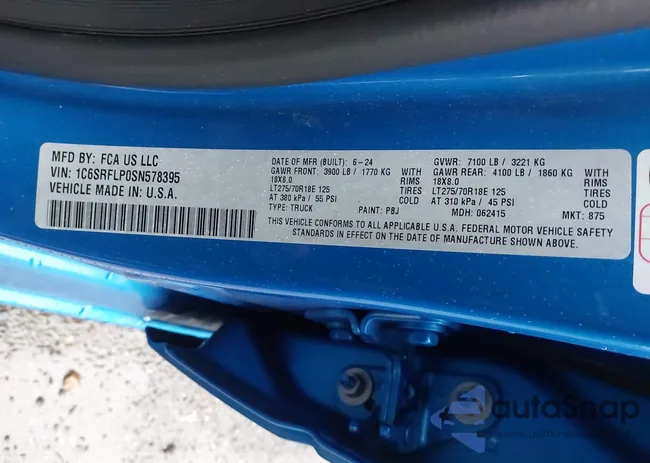 MFD BY: FCA US LLC
VIN: 1C6SRFLP0SN578395
VEHICLE MADE IN U.S.A.
DATE OF MFR (BUILT): 6-24 GVWR: 7100 LB / 3221 KG
GAWR FRONT: 3900 LB / 1770 KG GAWR REAR: 4100 LB / 1860 KG
18X8.0 18X8.0
LT275/70R18E 125 TIRES LT275/70R18E 125 TIRES
AT 380 kPa / 55 PSI COLD AT 310 kPa / 45 PSI COLD
TYPE: TRUCK PAINT: PBJ MDH: 062415 MKT: 875
THIS VEHICLE CONFORMS TO ALL APPLICABLE U.S.A. FEDERAL MOTOR VEHICLE SAFETY
STANDARDS IN EFFECT ON THE DATE OF MANUFACTURE SHOWN ABOVE.
autoSnap